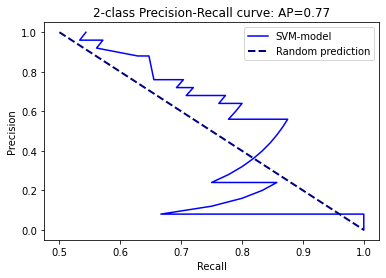 2-class Precision-Recall curve: AP=0.77
SVM-model
Random prediction
Precision
1.0
0.8
0.6
0.4
0.2
0.0
0.5 0.6 0.7 0.8 0.9 1.0
Recall